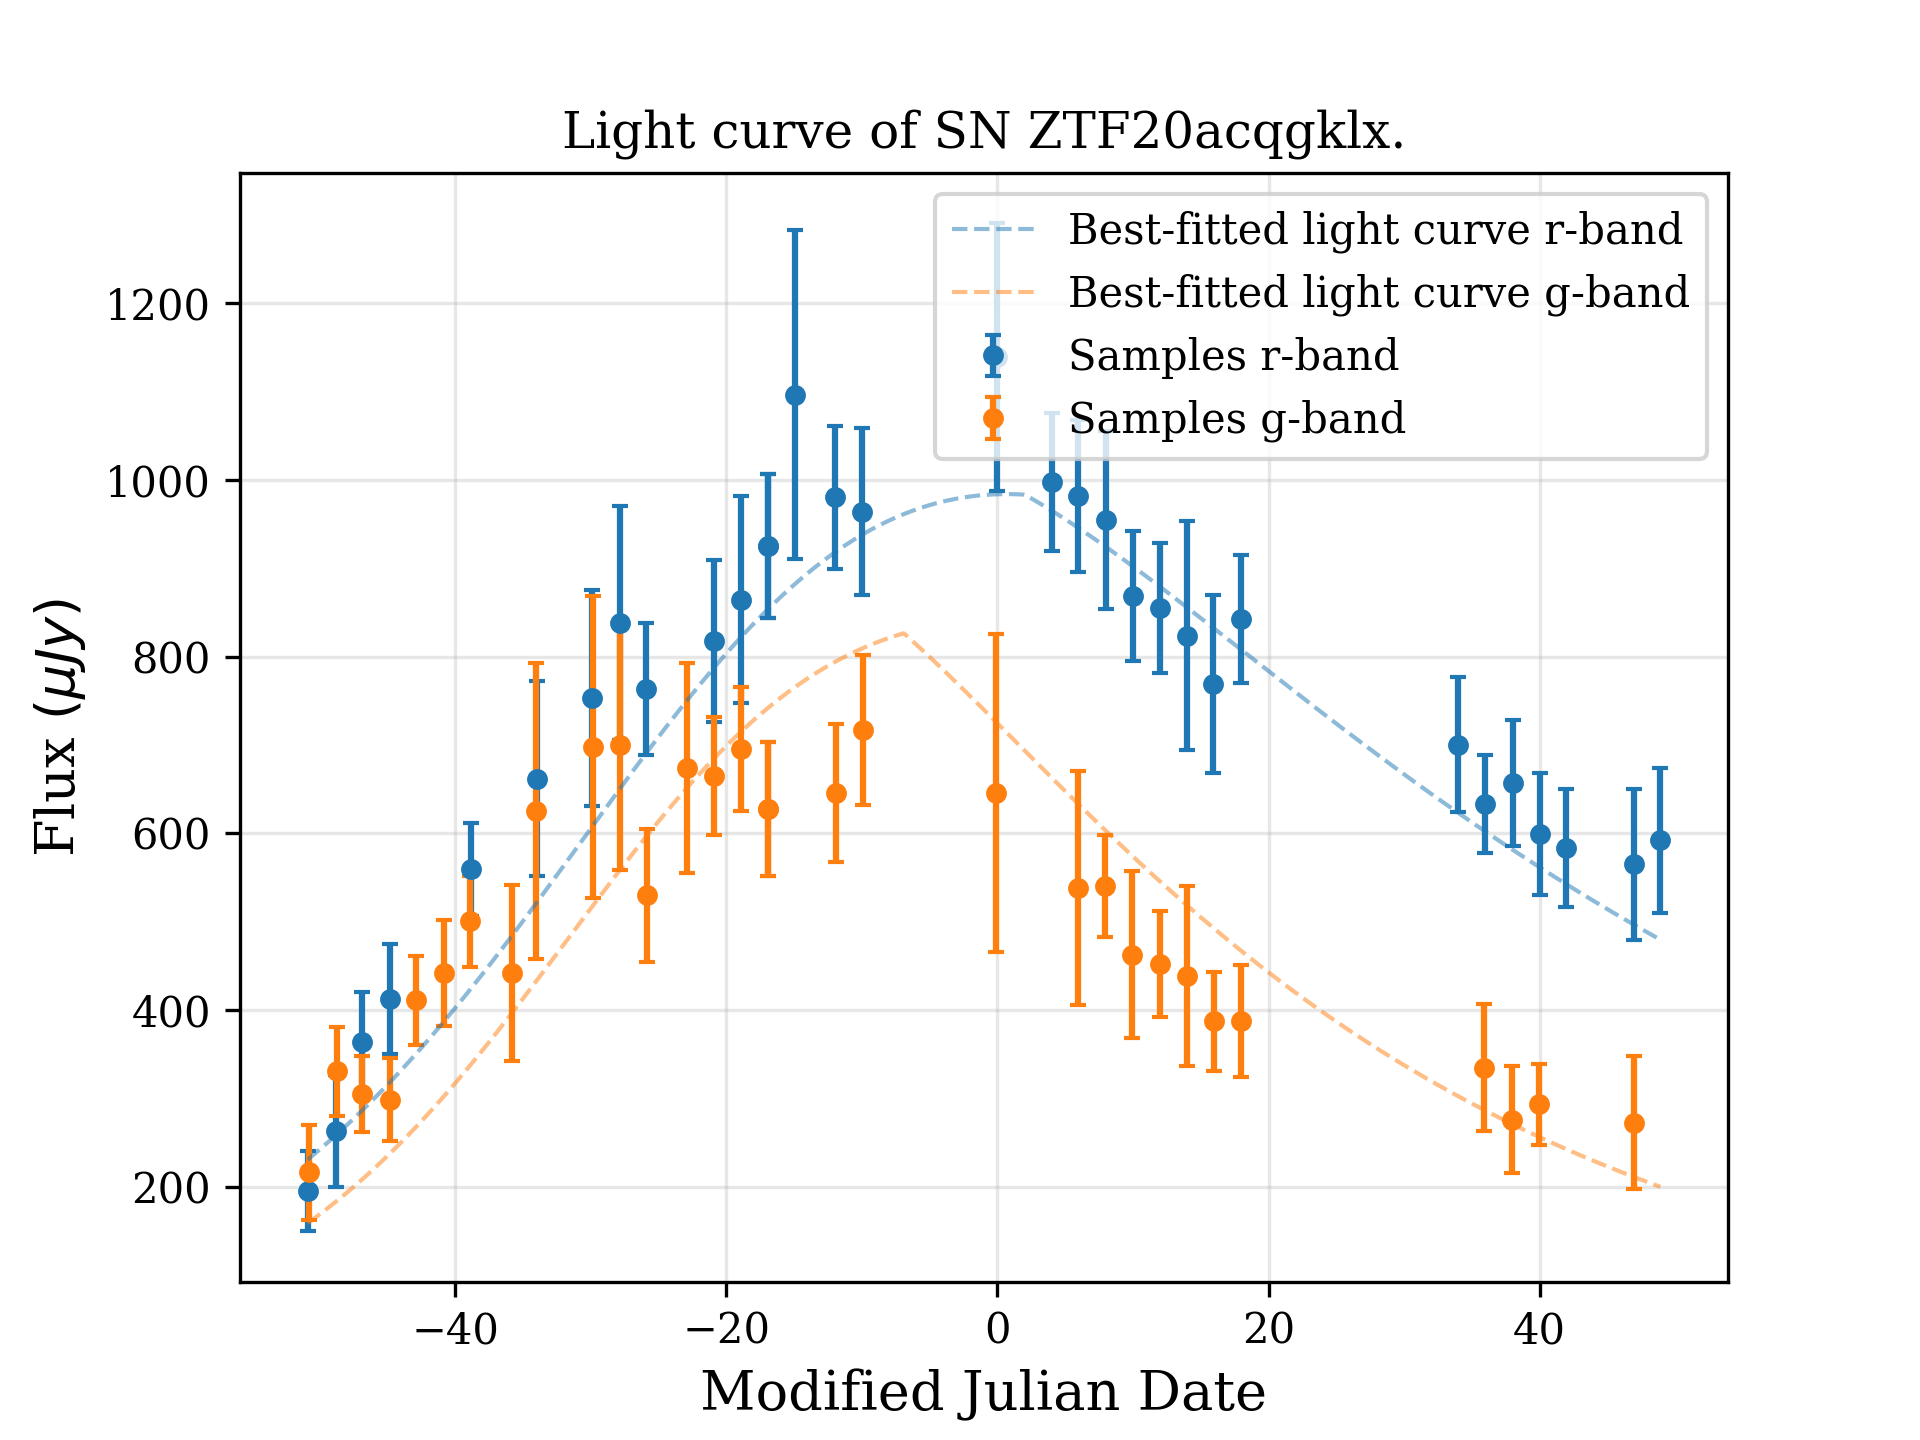 Light curve of SN ZTF20acqgklx.
Best-fitted light curve r-band
Best-fitted light curve g-band
Samples r-band
Samples g-band
1200
1000
800
600
400
200
Flux (μJy)
−40 −20 0 20 40
Modified Julian Date